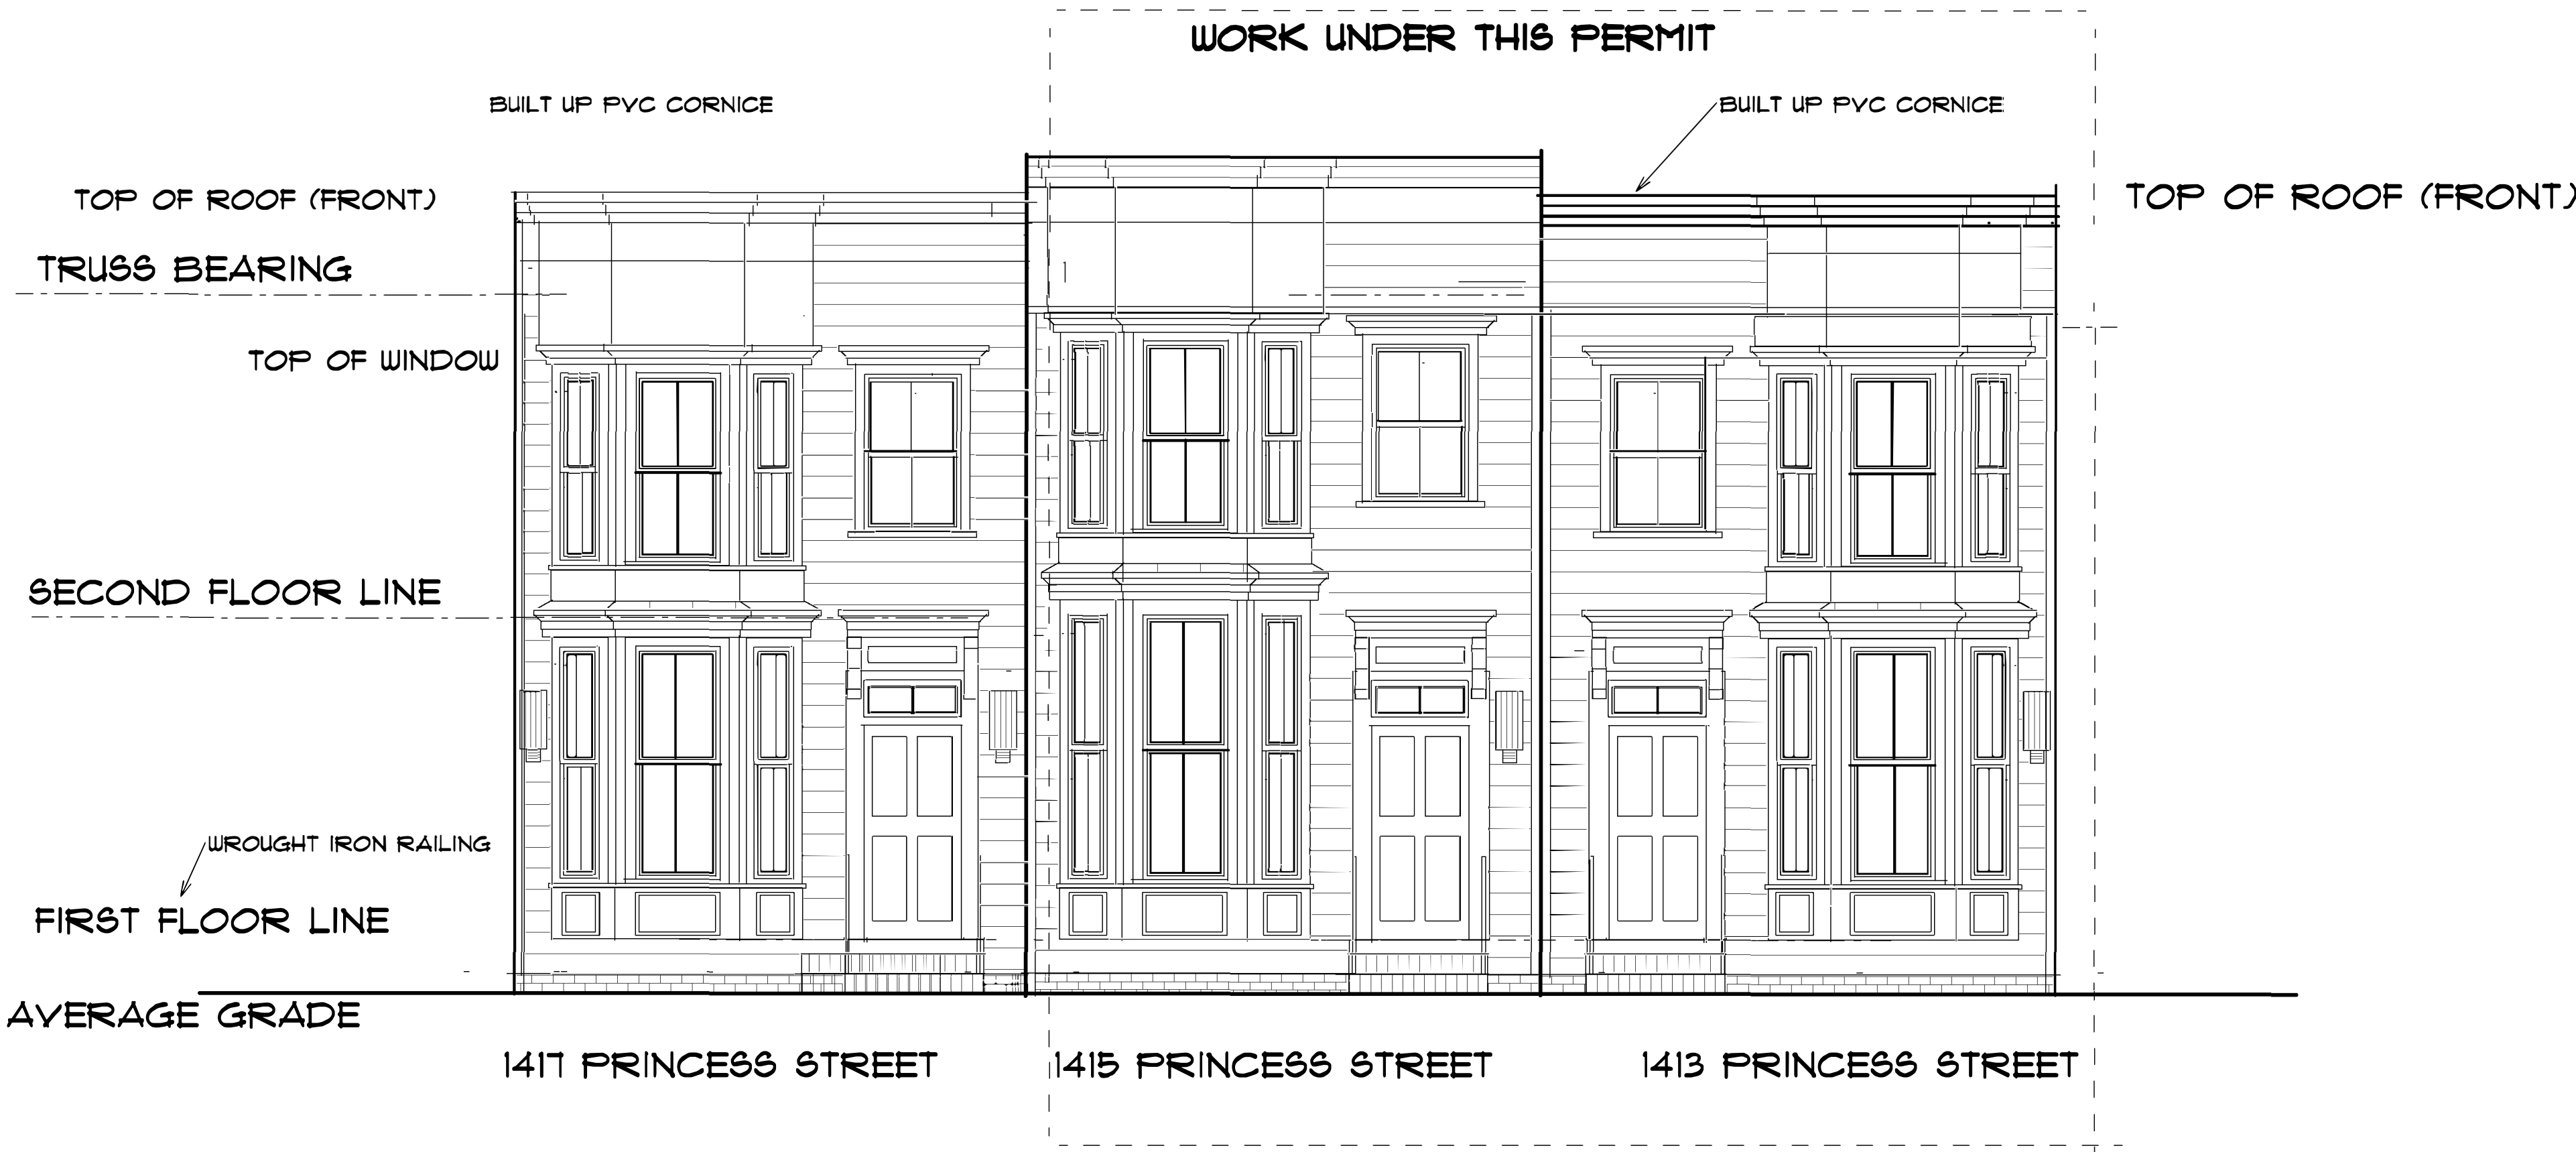 WORK UNDER THIS PERMIT
BUILT UP PVC CORNICE
BUILT UP PVC CORNICE
TOP OF ROOF (FRONT)
TOP OF ROOF (FRONT)
TRUSS BEARING
TOP OF WINDOW
SECOND FLOOR LINE
WROUGHT IRON RAILING
FIRST FLOOR LINE
AVERAGE GRADE
1417 PRINCESS STREET
1415 PRINCESS STREET
1413 PRINCESS STREET